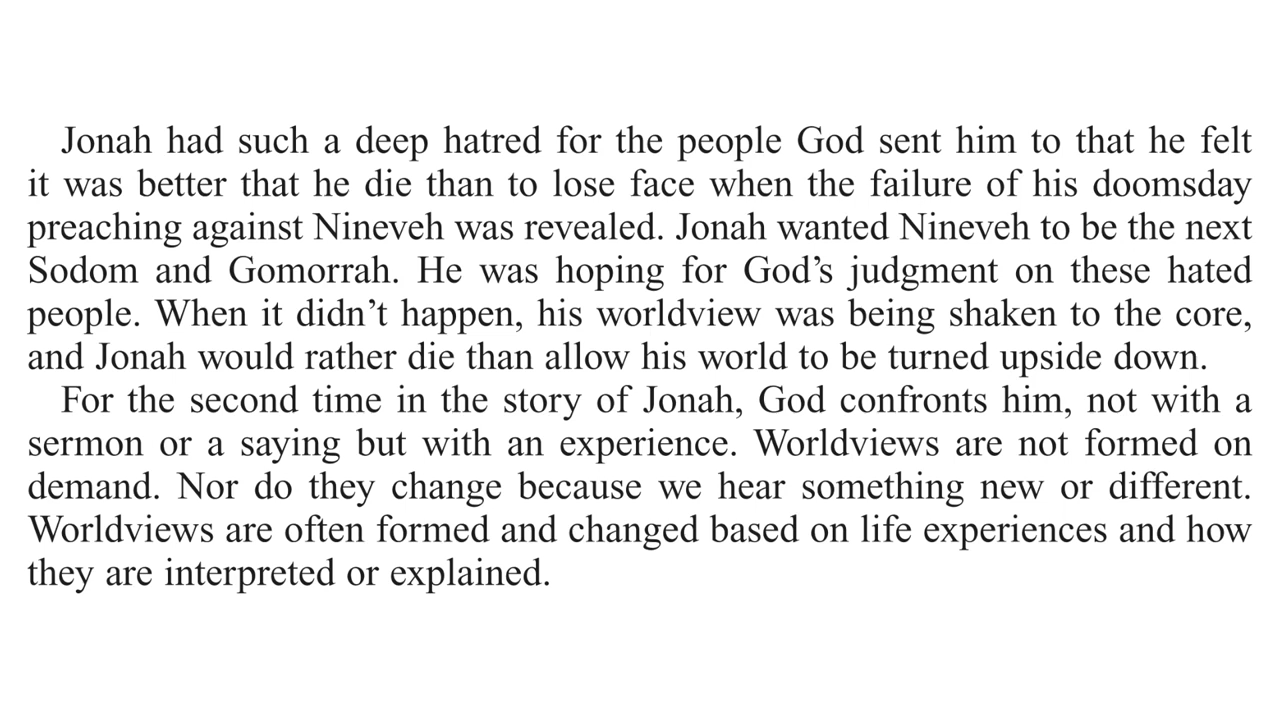 Jonah had such a deep hatred for the people God sent him to that he felt
it was better that he die than to lose face when the failure of his doomsday
preaching against Nineveh was revealed. Jonah wanted Nineveh to be the next
Sodom and Gomorrah. He was hoping for God’s judgment on these hated
people. When it didn’t happen, his worldview was being shaken to the core,
and Jonah would rather die than allow his world to be turned upside down.
For the second time in the story of Jonah, God confronts him, not with a
sermon or a saying but with an experience. Worldviews are not formed on
demand. Nor do they change because we hear something new or different.
Worldviews are often formed and changed based on life experiences and how
they are interpreted or explained.